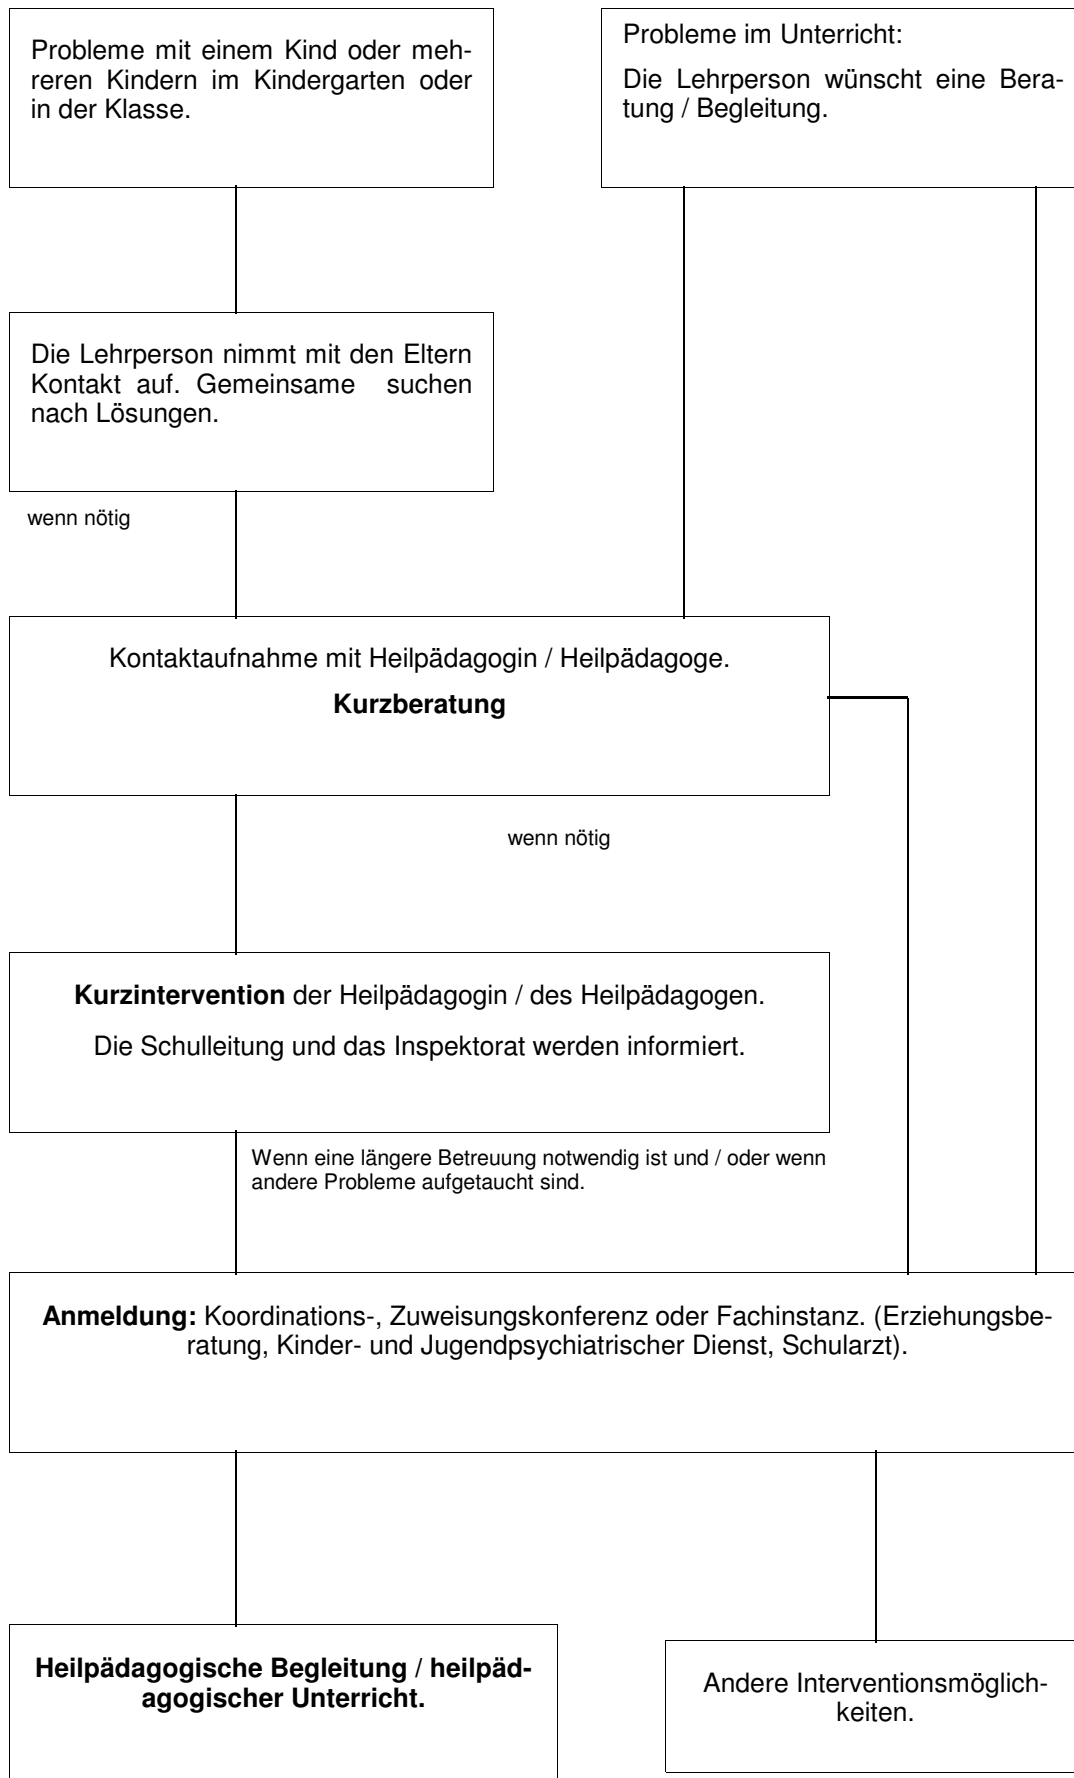 Probleme mit einem Kind oder meh-
reren Kindern im Kindergarten oder
in der Klasse.
Probleme im Unterricht:
Die Lehrperson wünscht eine Bera-
tung / Begleitung.
Die Lehrperson nimmt mit den Eltern
Kontakt auf. Gemeinsame suchen
nach Lösungen.
wenn nötig
Kontaktaufnahme mit Heilpädagogin / Heilpädagoge.
Kurzberatung
wenn nötig
Kurzintervention der Heilpädagogin / des Heilpädagogen.
Die Schulleitung und das Inspektorat werden informiert.
Wenn eine längere Betreuung notwendig ist und / oder wenn
andere Probleme aufgetaucht sind.
Anmeldung: Koordinations-, Zuweisungskonferenz oder Fachinstanz. (Erziehungsbe-
ratung, Kinder- und Jugendpsychiatrischer Dienst, Schularzt).
Heilpädagogische Begleitung / heilpäd-
agogischer Unterricht.
Andere Interventionsmöglich-
keiten.